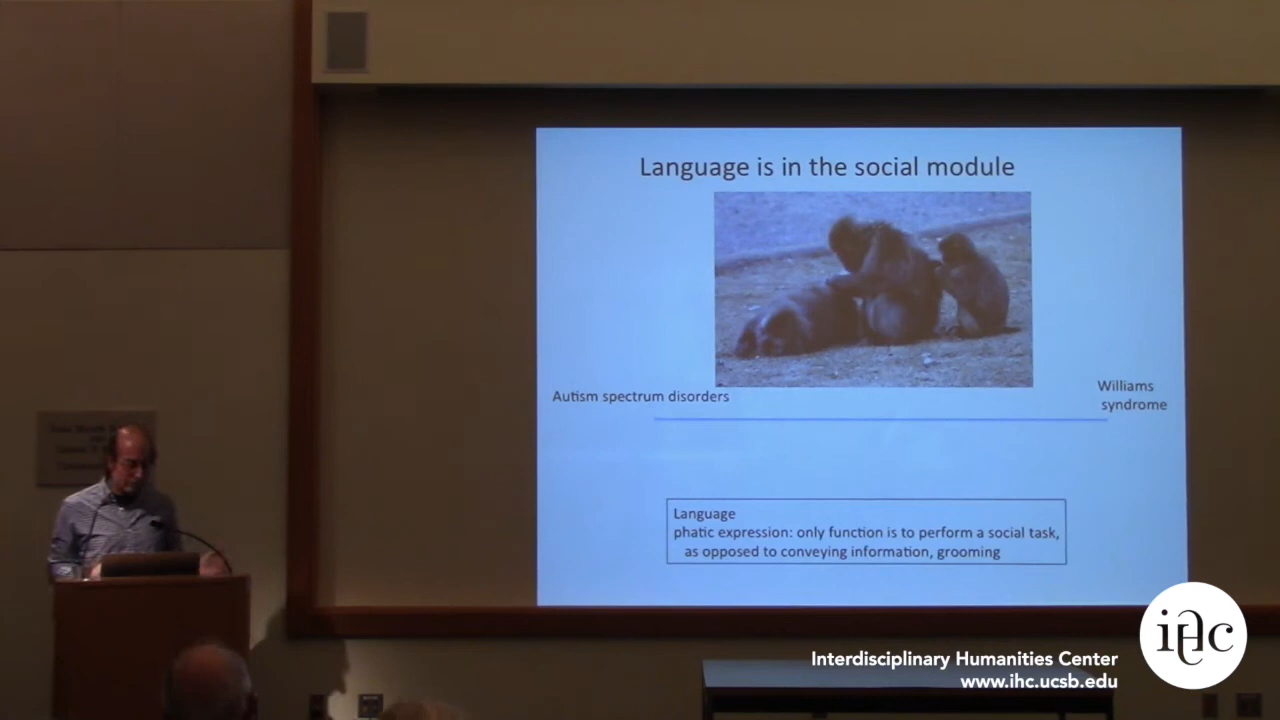 Language is in the social module
Autism spectrum disorders
Williams
syndrome
Language
phatic expression: only function is to perform a social task,
as opposed to conveying information, grooming
ihc
Interdisciplinary Humanities Center
www.ihc.ucsb.edu